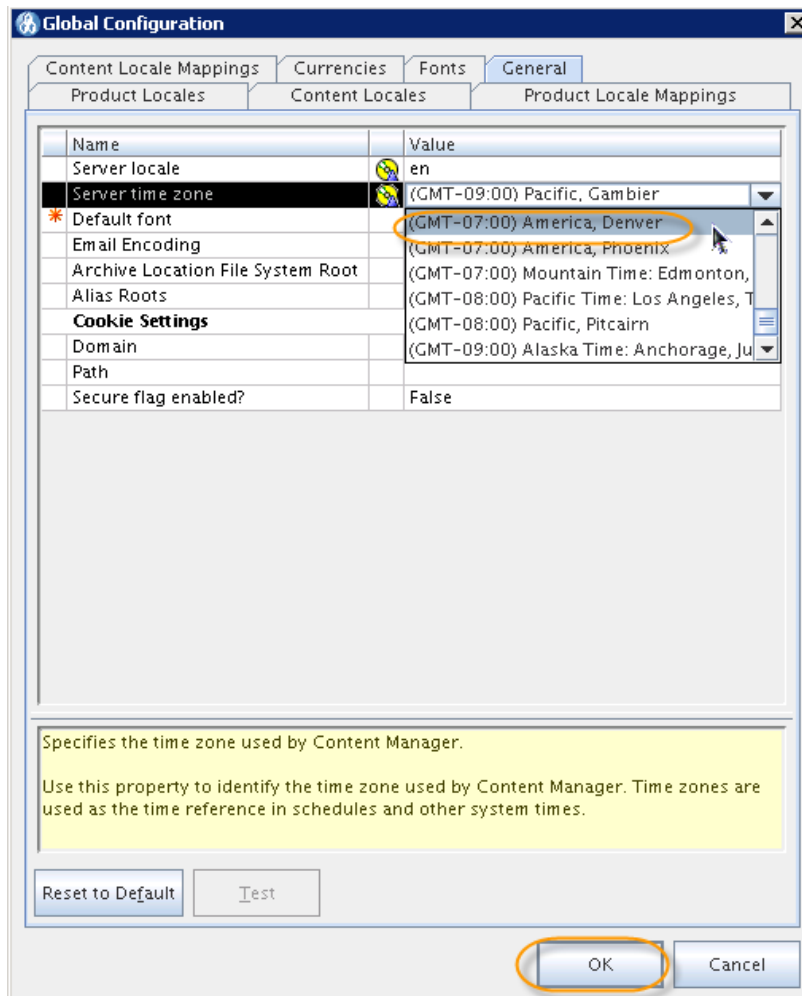 Global Configuration
Content Locale Mappings Currencies Fonts General
Product Locales Content Locales Product Locale Mappings
Name Value
Server locale en
Server time zone (GMT-09:00) Pacific, Gambier
Default font (GMT-07:00) America, Denver
Email Encoding (GMT-07:00) America, Phoenix
Archive Location File System Root (GMT-07:00) Mountain Time: Edmonton,
Alias Roots (GMT-08:00) Pacific Time: Los Angeles, T
Cookie Settings (GMT-08:00) Pacific, Pitcairn
Domain (GMT-09:00) Alaska Time: Anchorage, Ju
Path
Secure flag enabled? False
Specifies the time zone used by Content Manager.
Use this property to identify the time zone used by Content Manager. Time zones are
used as the time reference in schedules and other system times.
Reset to Default Test
OK Cancel